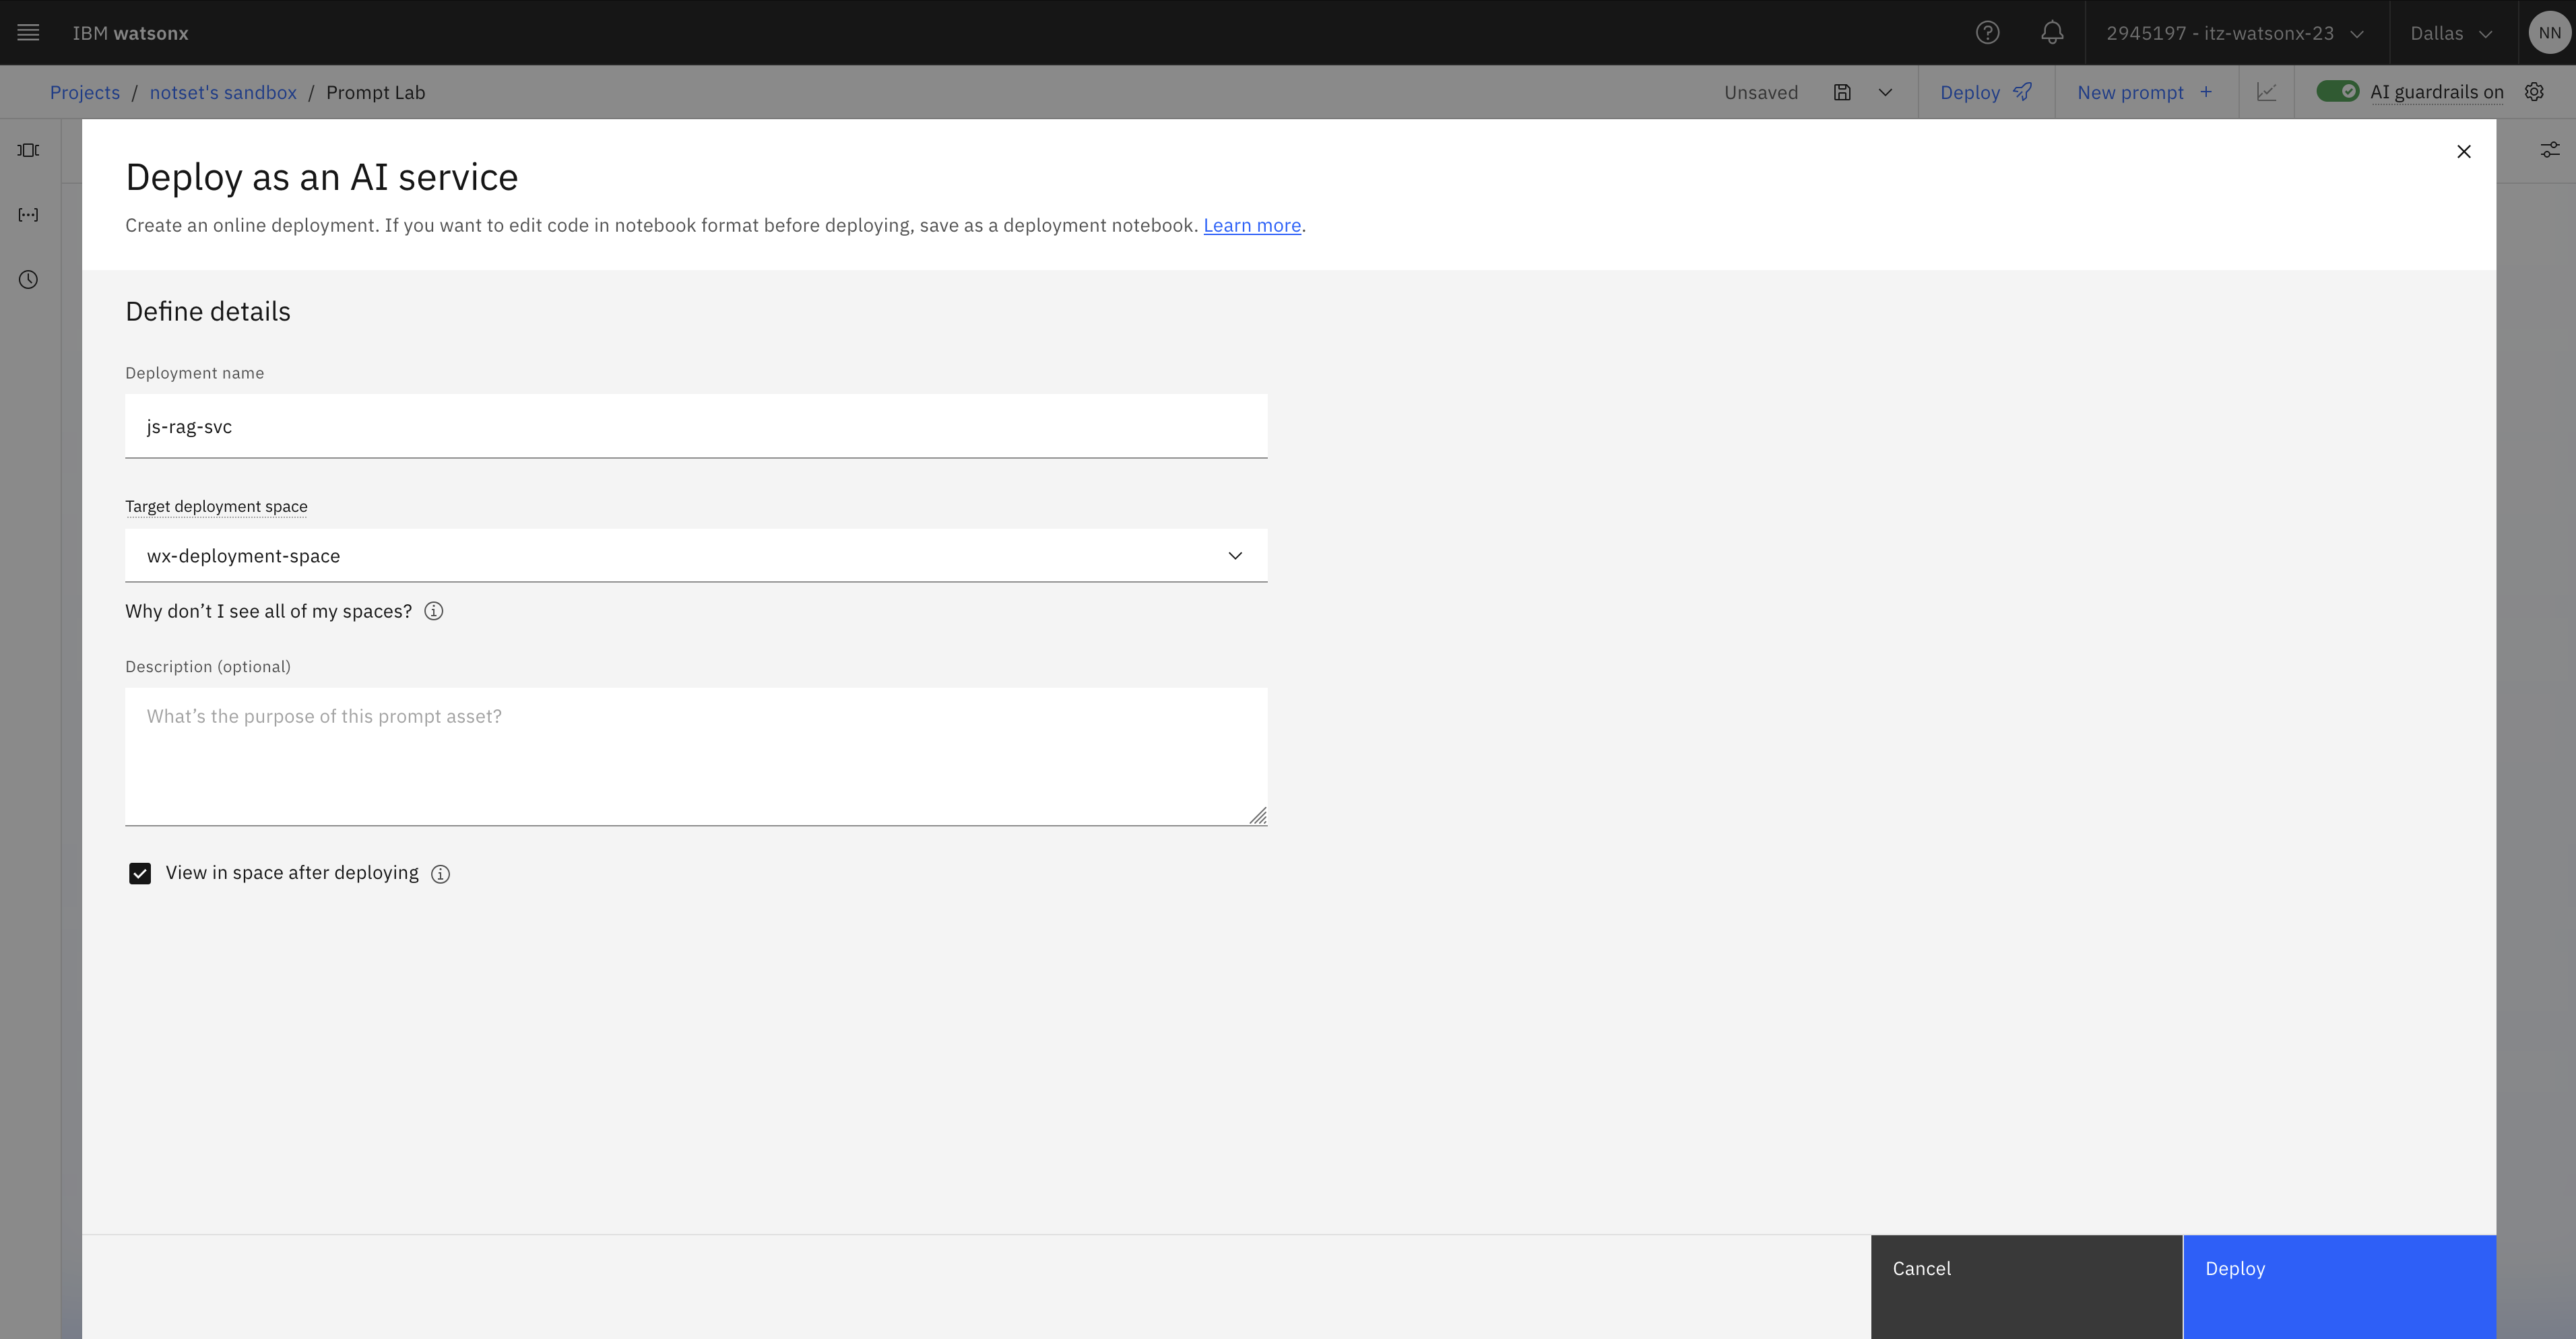 IBM watsonx
2945197 - itz-watsonx-23
Dallas
NN
Projects / notset's sandbox / Prompt Lab
Unsaved
Deploy
New prompt +
AI guardrails on
Deploy as an AI service
Create an online deployment. If you want to edit code in notebook format before deploying, save as a deployment notebook. Learn more.
Define details
Deployment name
js-rag-svc
Target deployment space
wx-deployment-space
Why don’t I see all of my spaces?
Description (optional)
What’s the purpose of this prompt asset?
View in space after deploying
Cancel
Deploy